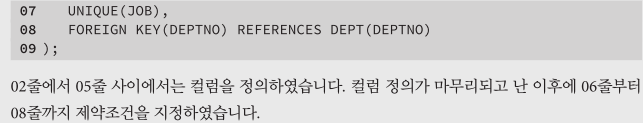 07    UNIQUE(JOB),
08    FOREIGN KEY(DEPTNO) REFERENCES DEPT(DEPTNO)
09 );
02줄에서 05줄 사이에서는 컬럼을 정의하였습니다. 컬럼 정의가 마무리되고 난 이후에 06줄부터
08줄까지 제약조건을 지정하였습니다.